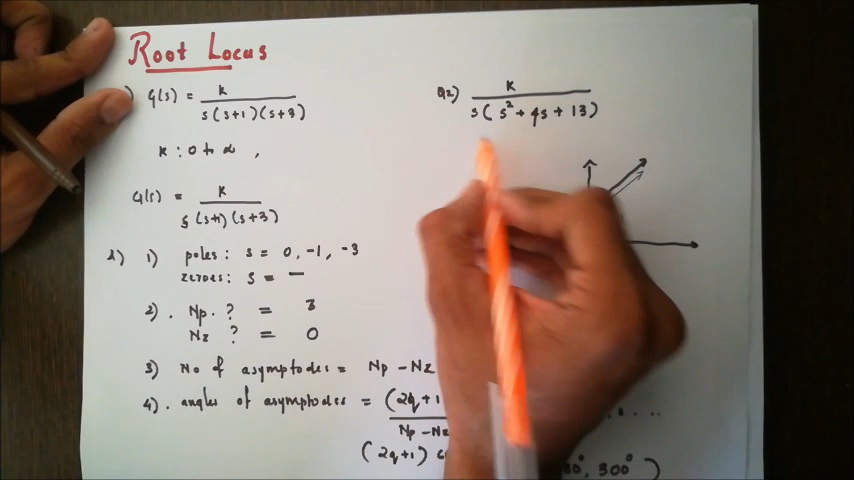 Root Locus
) G(s) = K / s(s+1)(s+3)
K : 0 to ∞ ,
G(s) = K / s(s+1)(s+3)
1) poles: s = 0, -1, -3
zeroes: s = —
2). Np. ? = 3
Nz ? = 0
3) No of asymptodes = Np - Nz
4). angles of asymptodes = (2q+1
Np - Nz
(2q+1)
80°, 300° )
Q2) K / s(s²+4s+13)